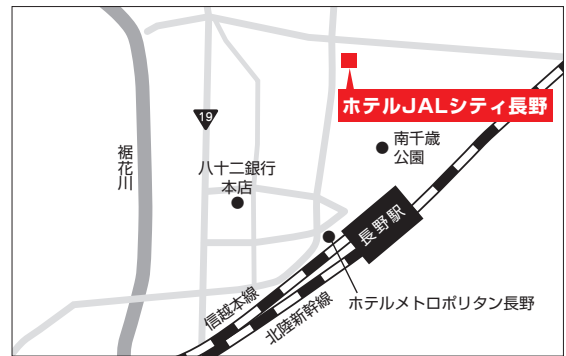 19
ホテルJALシティ長野
南千歳
公園
裾花川
八十二銀行
本店
長野駅
ホテルメトロポリタン長野
信越本線
北陸新幹線